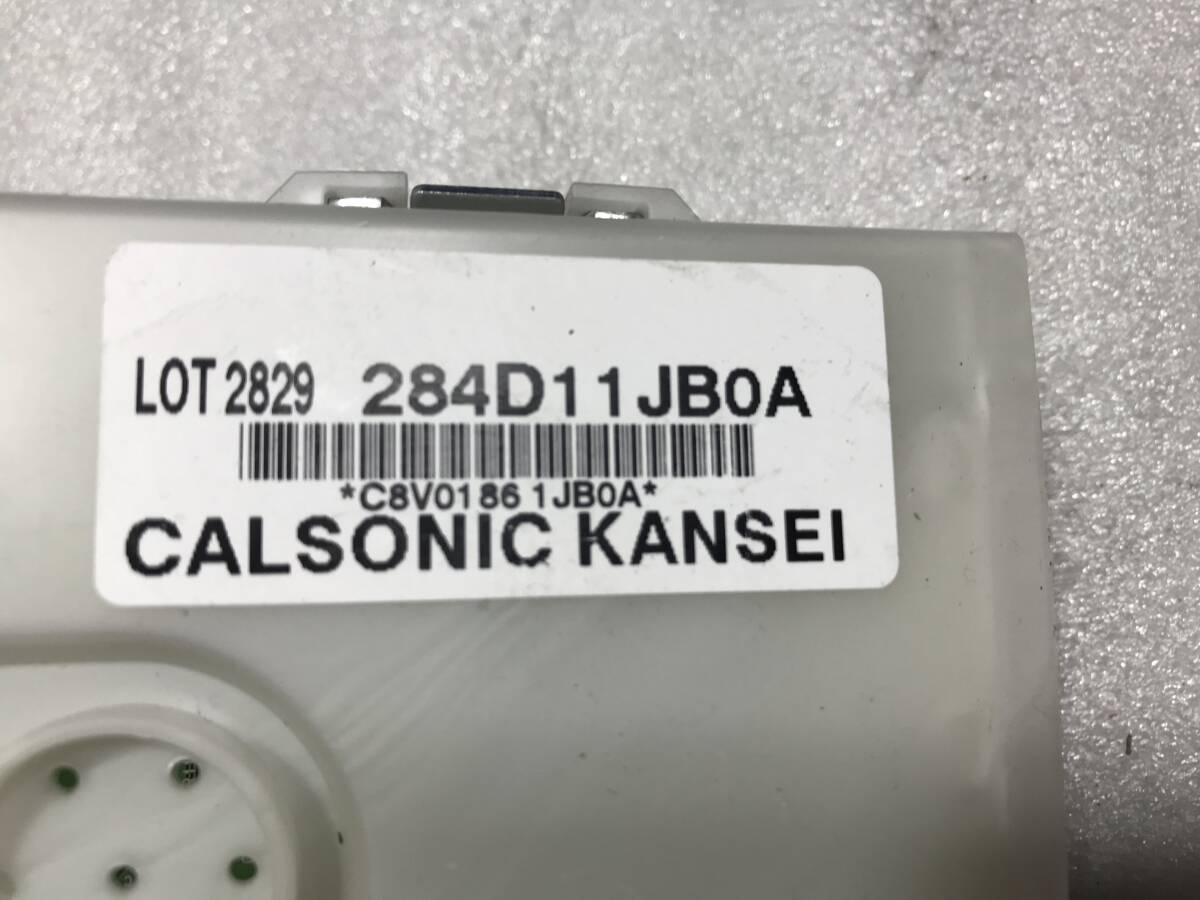 LOT 2829 284D11JB0A
*C8V0186 1JB0A*
CALSONIC KANSEI